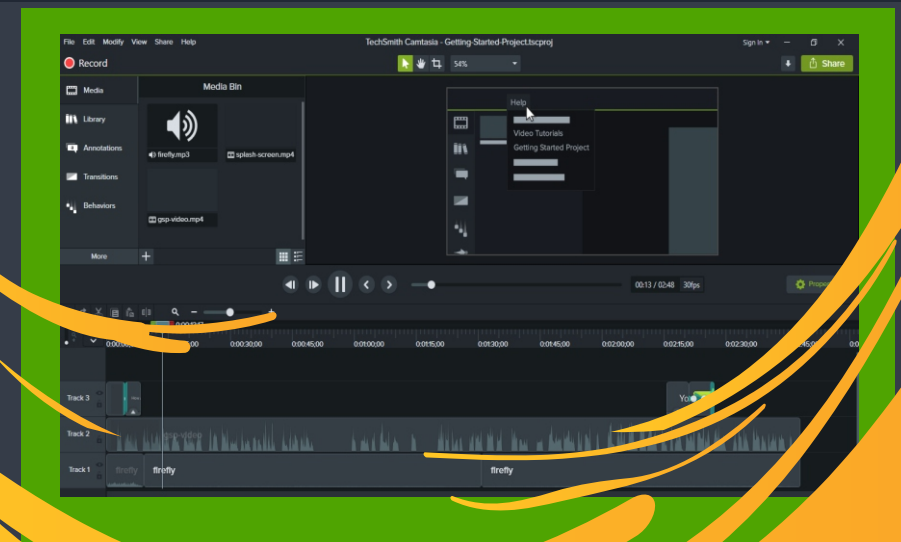 File Edit Modify View Share Help
TechSmith Camtasia - Getting-Started-Project.tscproj
Sign In
Record
54%
Share
Media
Media Bin
Library
Annotations
Transitions
Behaviors
More
firefly.mp3
splash-screen.mp4
gsp-video.mp4
Help
Video Tutorials
Getting Started Project
00:13 / 02:48 30fps
0:00:30;00 0:00:45;00 0:01:00;00 0:01:15;00 0:01:30;00 0:01:45;00 0:02:00;00 0:02:15;00 0:02:30;00
Track 3
Track 2
gsp-video
Track 1
firefly firefly firefly